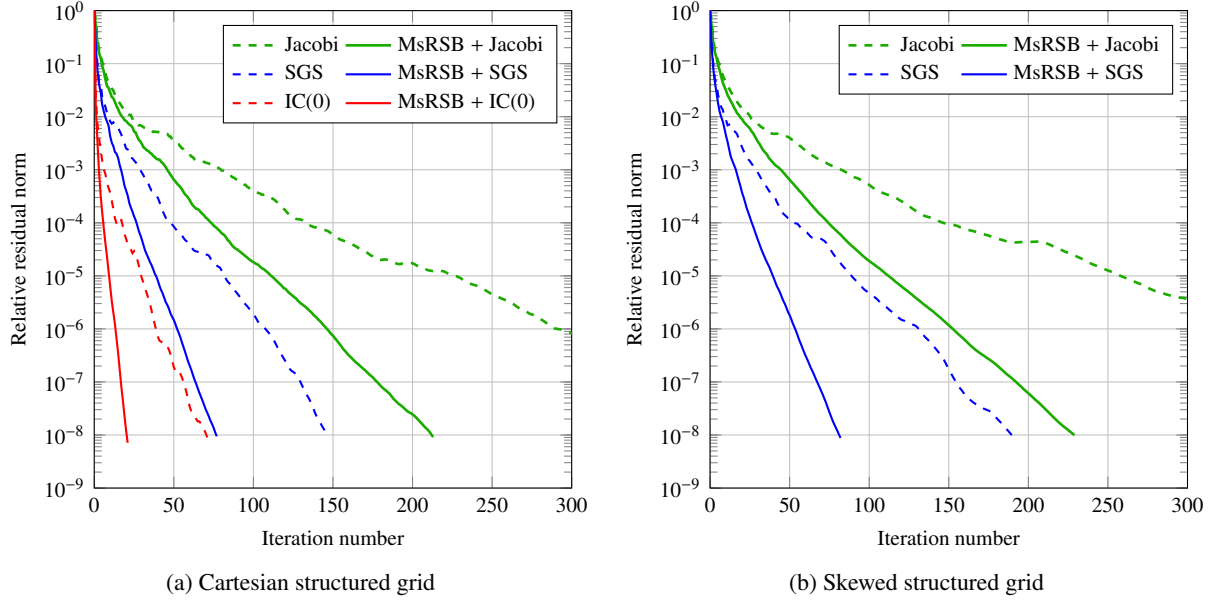 10^0
10^−1
10^−2
10^−3
10^−4
10^−5
10^−6
10^−7
10^−8
10^−9
Relative residual norm
Jacobi MsRSB + Jacobi
SGS MsRSB + SGS
IC(0) MsRSB + IC(0)
0 50 100 150 200 250 300
Iteration number
(a) Cartesian structured grid
10^0
10^−1
10^−2
10^−3
10^−4
10^−5
10^−6
10^−7
10^−8
10^−9
Relative residual norm
Jacobi MsRSB + Jacobi
SGS MsRSB + SGS
0 50 100 150 200 250 300
Iteration number
(b) Skewed structured grid